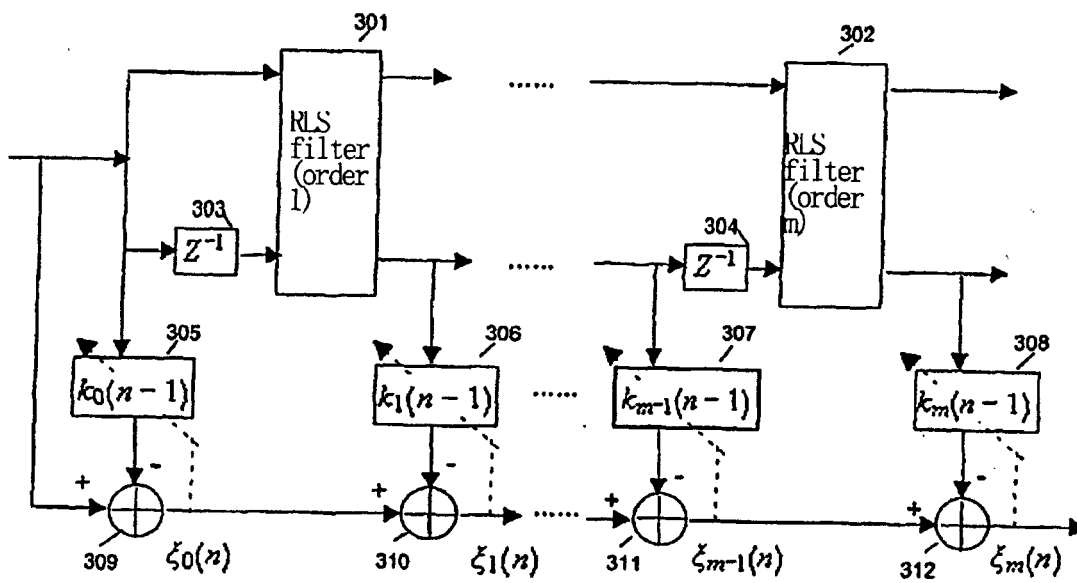 301
302
RLS
filter
(order
1)
RLS
filter
(order
m)
......
......
303
Z⁻¹
304
Z⁻¹
305
k₀(n−1)
306
k₁(n−1)
......
307
kₘ₋₁(n−1)
308
kₘ(n−1)
+
-
309
ξ₀(n)
+
-
310
ξ₁(n)
......
+
-
311
ξₘ₋₁(n)
+
-
312
ξₘ(n)